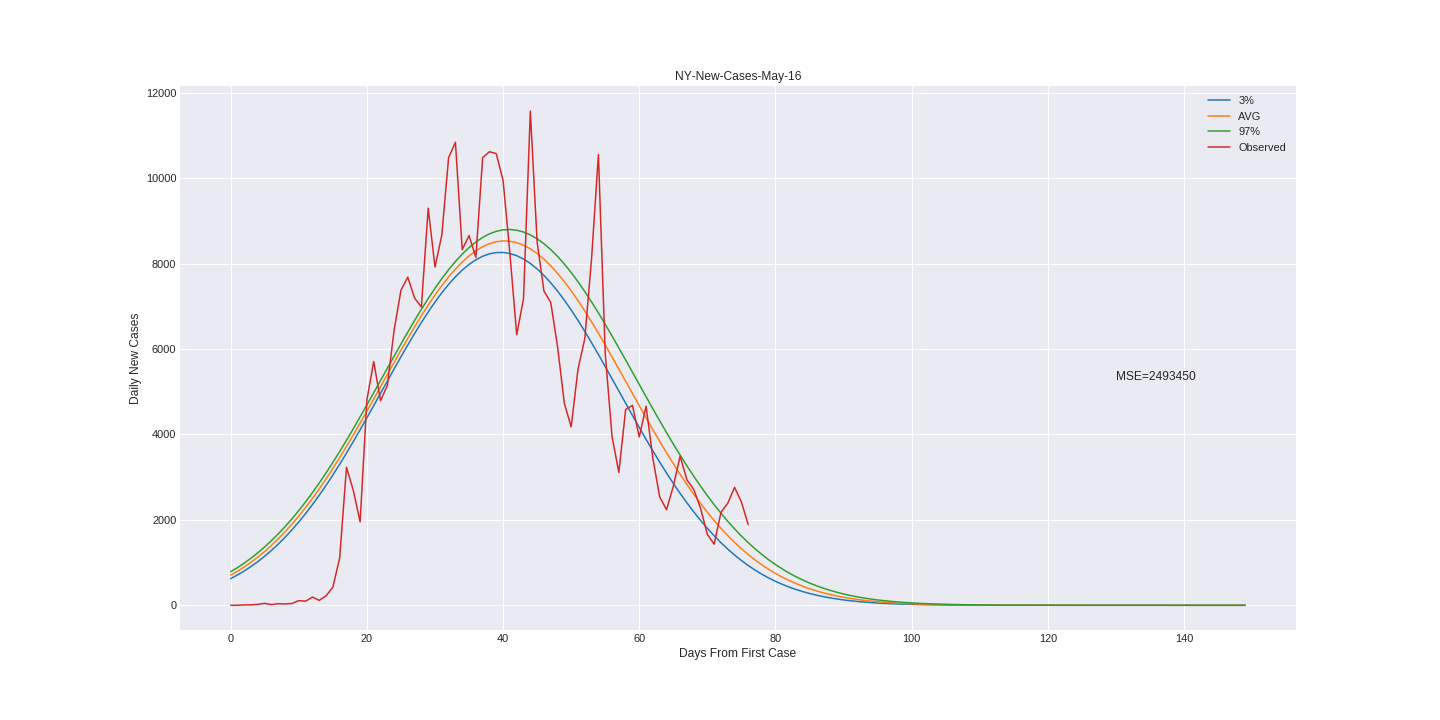 NY-New-Cases-May-16
12000
10000
8000
6000
4000
2000
0
Daily New Cases
3%
AVG
97%
Observed
MSE=2493450
0 20 40 60 80 100 120 140
Days From First Case